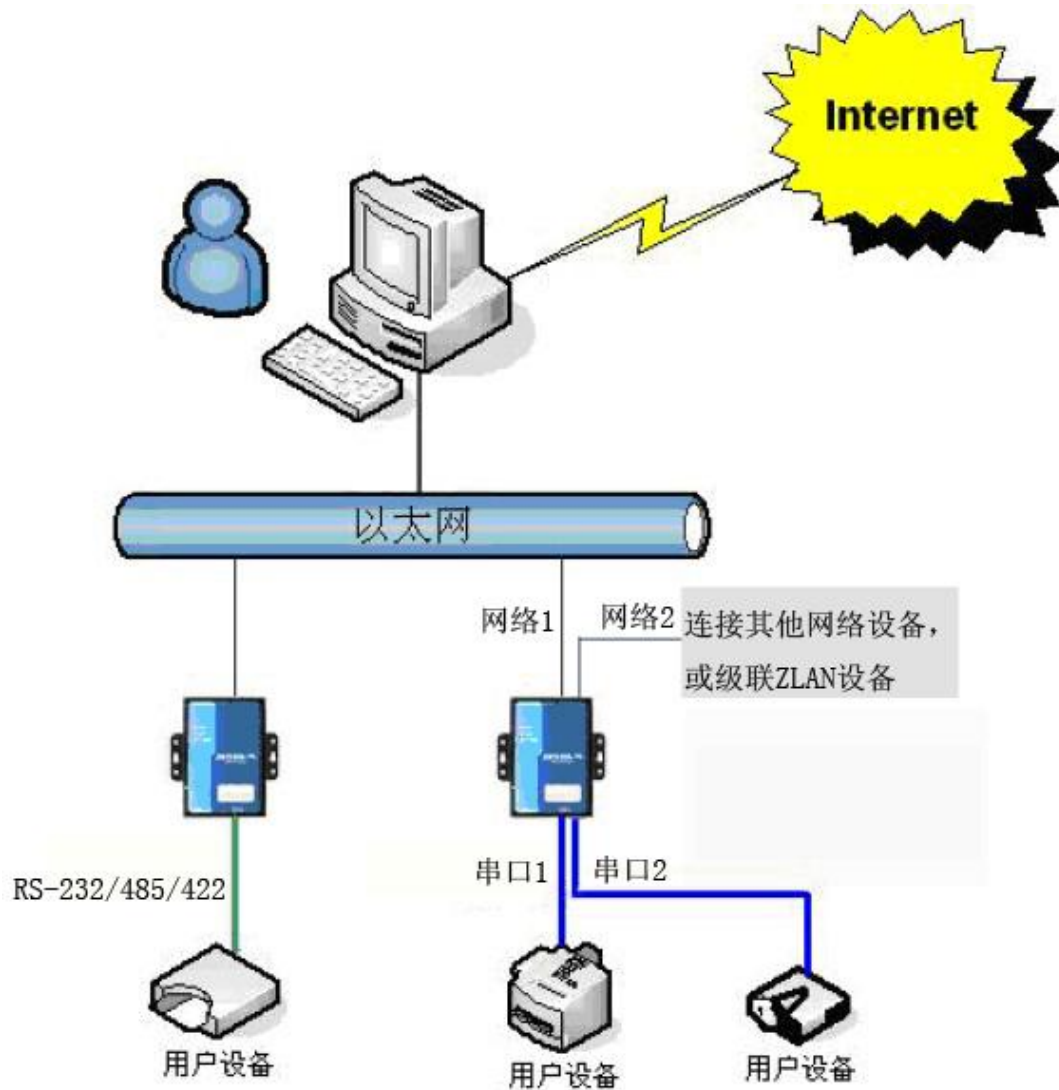 Internet
以太网
网络1
网络2
连接其他网络设备，
或级联ZLAN设备
RS-232/485/422
串口1
串口2
用户设备
用户设备
用户设备